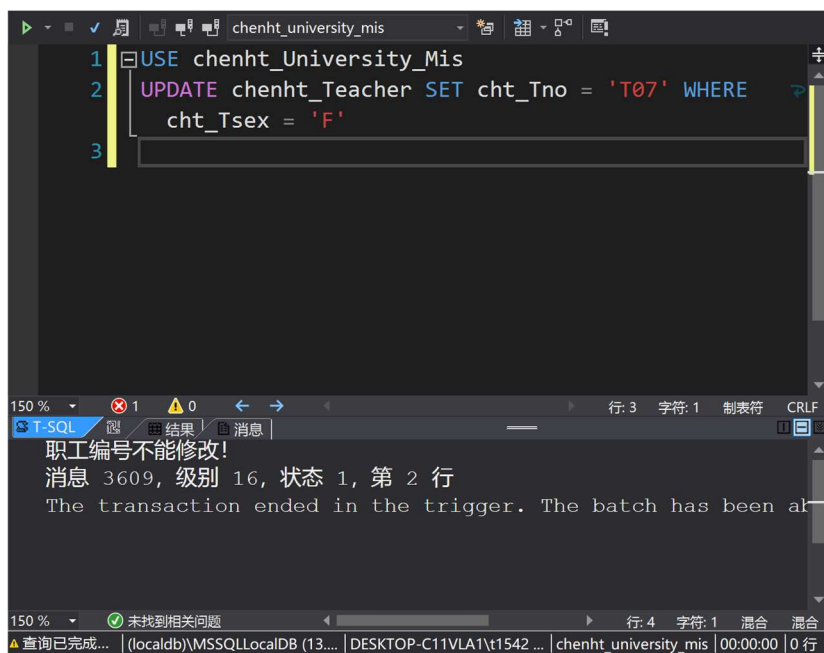 chenht_university_mis
1 USE chenht_University_Mis
2 UPDATE chenht_Teacher SET cht_Tno = 'T07' WHERE
cht_Tsex = 'F'
3
150 % 1 0 行: 3 字符: 1 制表符 CRLF
T-SQL 结果 消息
职工编号不能修改!
消息 3609, 级别 16, 状态 1, 第 2 行
The transaction ended in the trigger. The batch has been
150 % 未找到相关问题 行: 4 字符: 1 混合 混合
查询已完成... (localdb)\MSSQLLocalDB (13.... DESKTOP-C11VLA1\t1542 ... chenht_university_mis 00:00:00 0 行